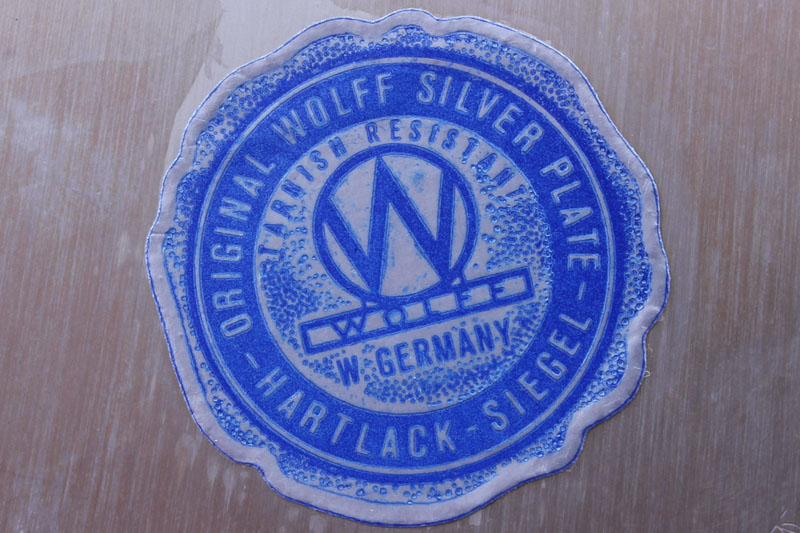 ORIGINAL WOLFF SILVER PLATE
TARNISH RESISTANT
W
WOLFF
W. GERMANY
– HARTLACK - SIEGEL –